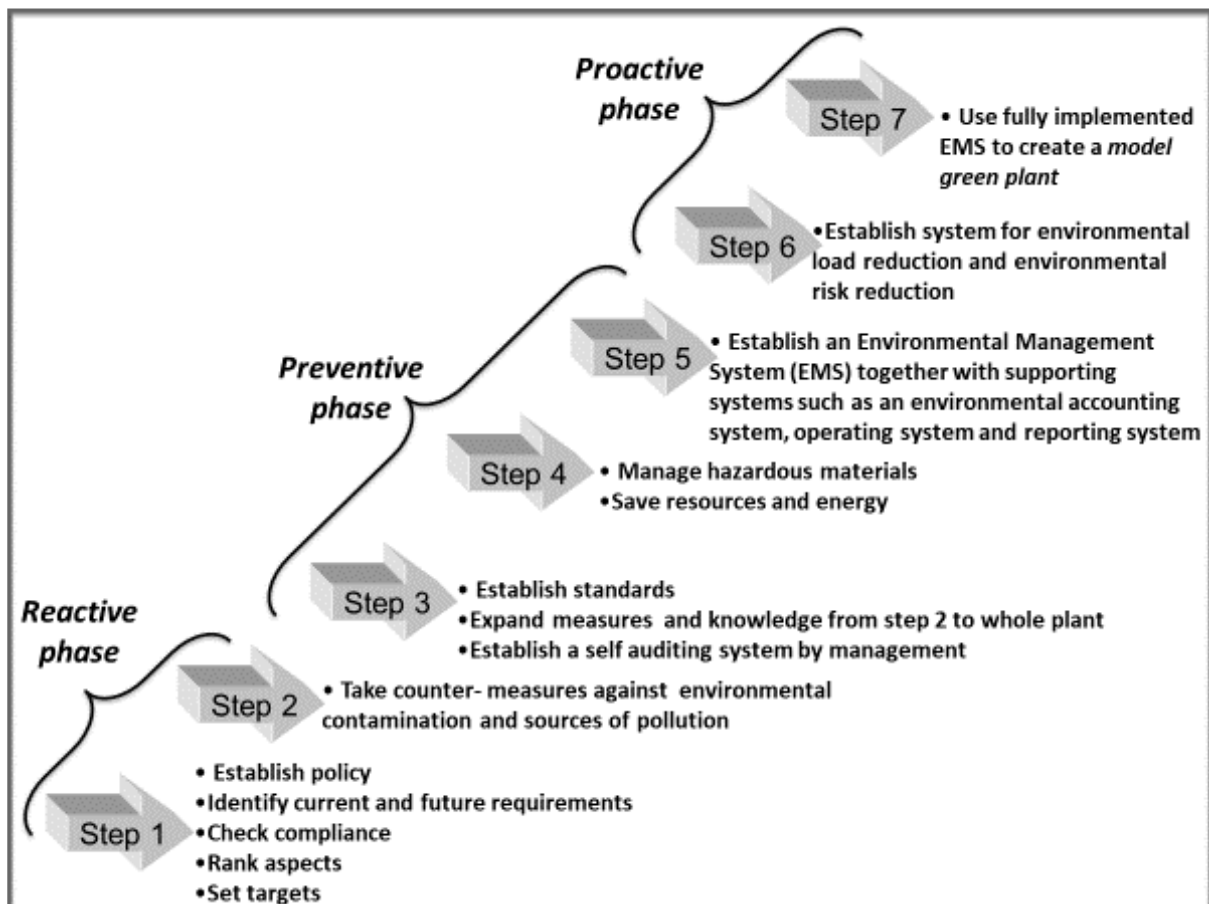 Proactive
phase
Step 7
• Use fully implemented
EMS to create a model
green plant
Step 6
•Establish system for environmental
load reduction and environmental
risk reduction
Preventive
phase
Step 5
• Establish an Environmental Management
System (EMS) together with supporting
systems such as an environmental accounting
system, operating system and reporting system
Step 4
• Manage hazardous materials
•Save resources and energy
Step 3
• Establish standards
•Expand measures and knowledge from step 2 to whole plant
•Establish a self auditing system by management
Reactive
phase
Step 2
• Take counter- measures against environmental
contamination and sources of pollution
Step 1
• Establish policy
•Identify current and future requirements
•Check compliance
•Rank aspects
•Set targets